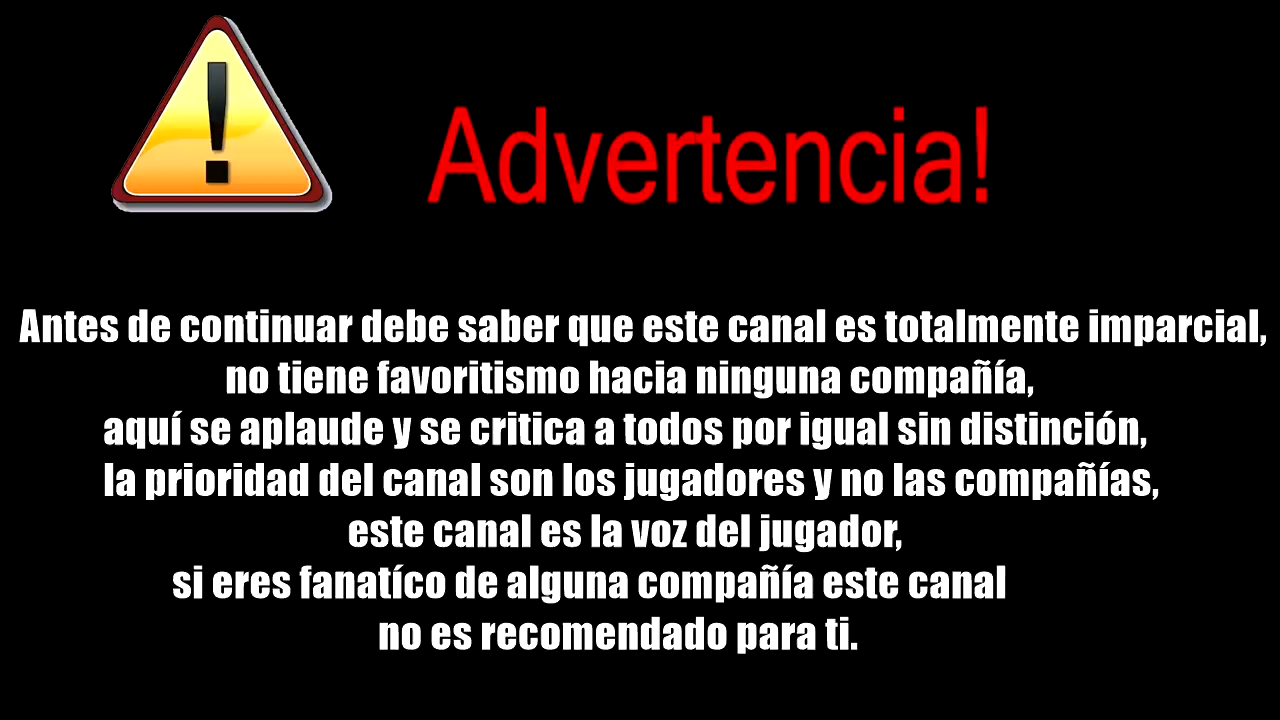 Advertencia!
Antes de continuar debe saber que este canal es totalmente imparcial,
no tiene favoritismo hacia ninguna compañía,
aquí se aplaude y se critica a todos por igual sin distinción,
la prioridad del canal son los jugadores y no las compañías,
este canal es la voz del jugador,
si eres fanatíco de alguna compañía este canal
no es recomendado para ti.